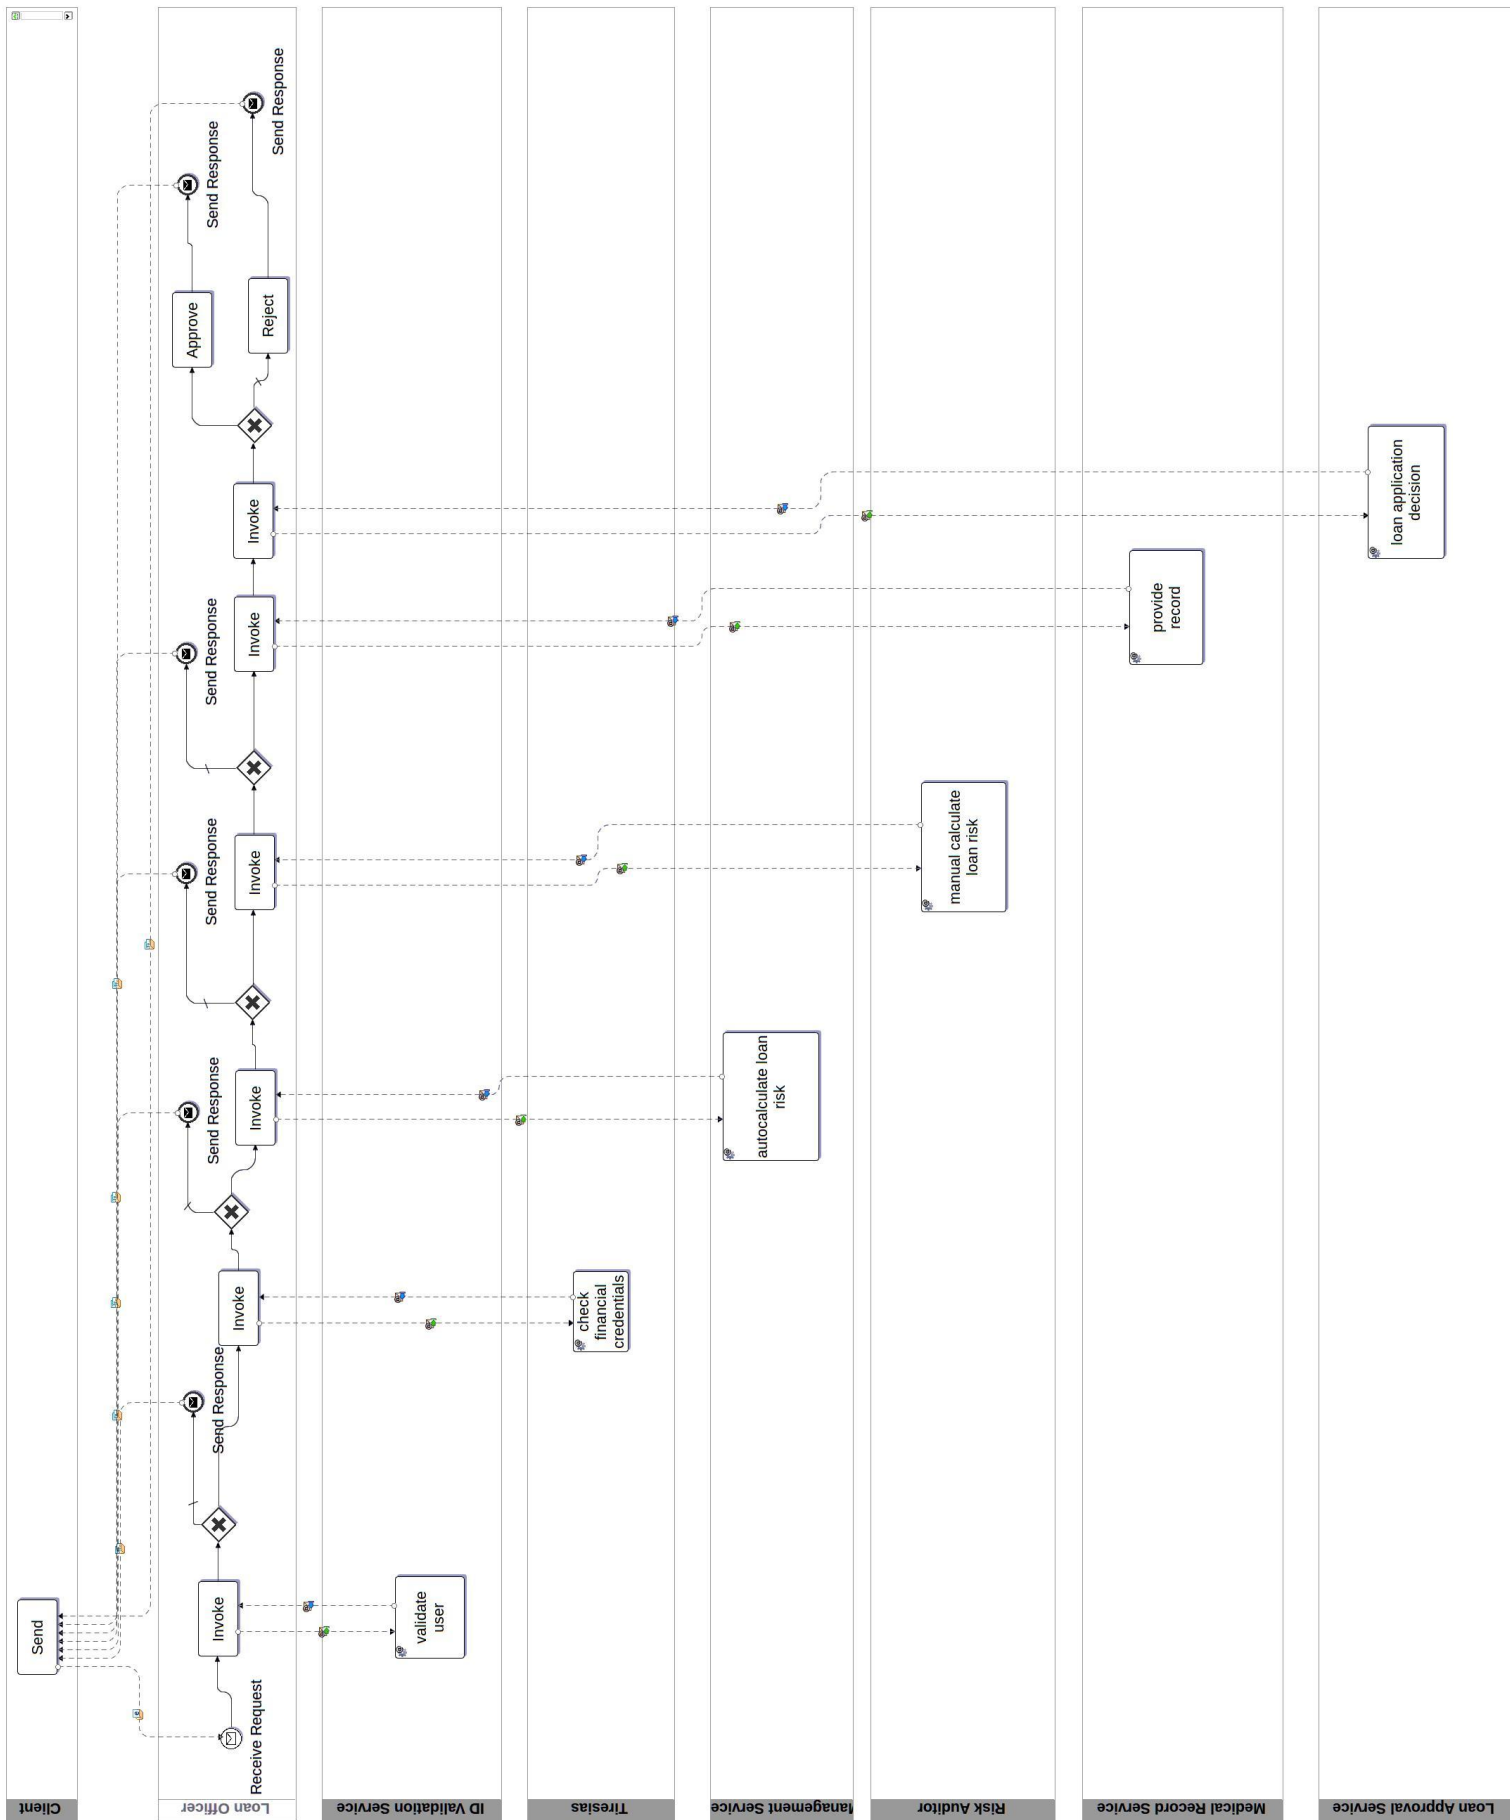 Client
Send
Loan Officer
Receive Request
Invoke
Send Response
Invoke
Send Response
Invoke
Send Response
Invoke
Send Response
Invoke
Invoke
Approve
Reject
Send Response
Send Response
ID Validation Service
validate
user
Tiresias
check
financial
credentials
Management Service
autocalculate loan
risk
Risk Auditor
manual calculate
loan risk
Medical Record Service
provide
record
Loan Approval Service
loan application
decision